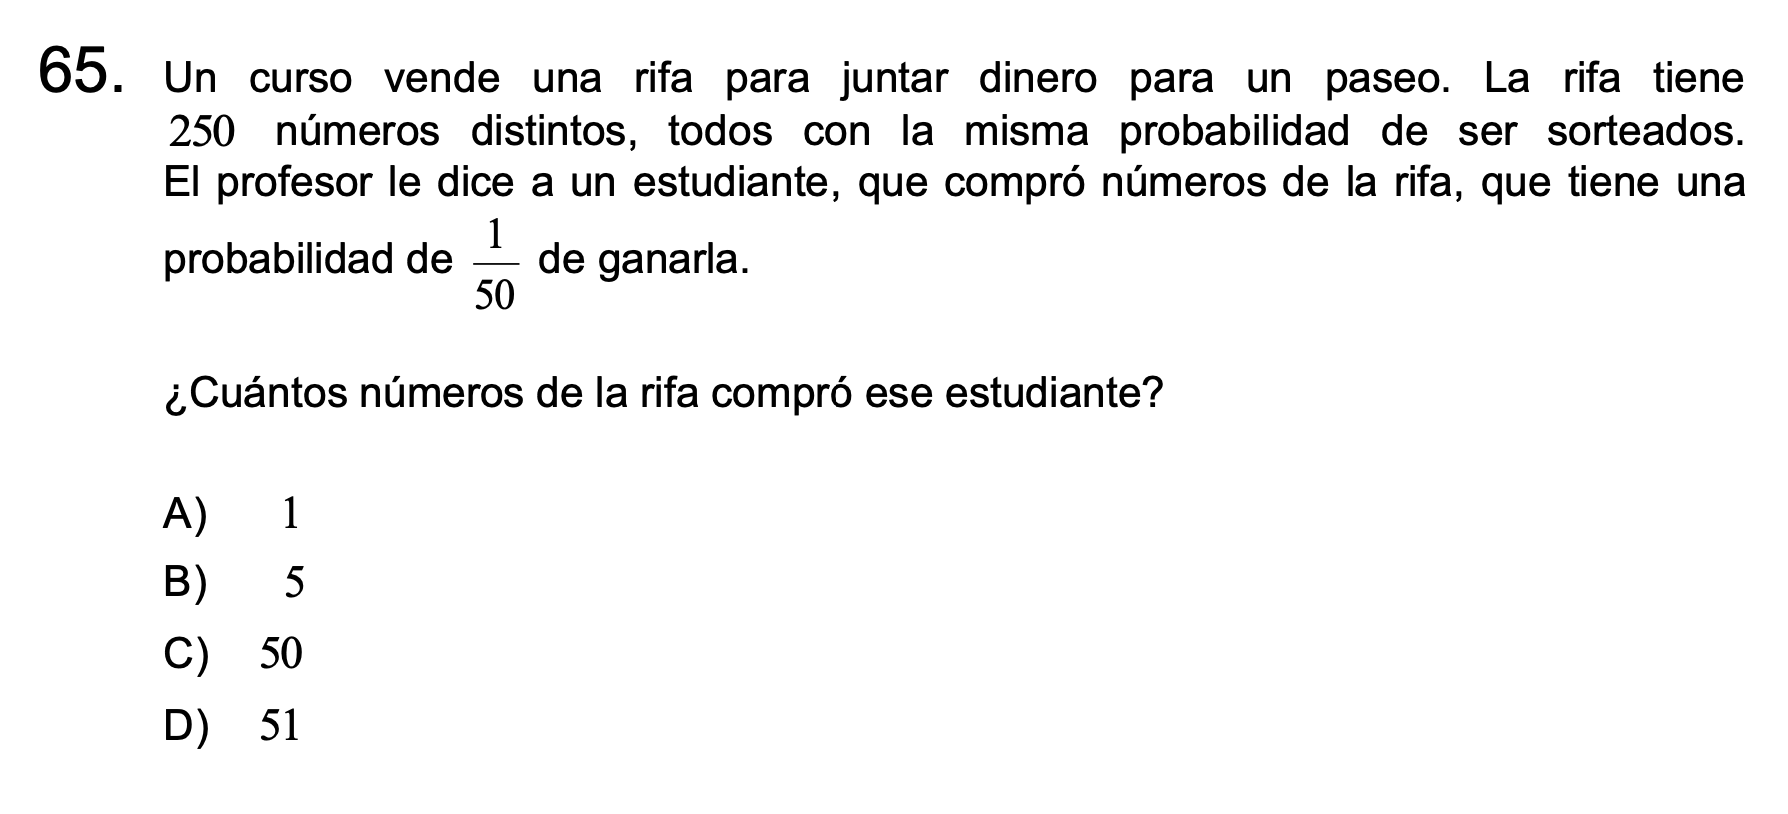 65. Un curso vende una rifa para juntar dinero para un paseo. La rifa tiene
250 números distintos, todos con la misma probabilidad de ser sorteados.
El profesor le dice a un estudiante, que compró números de la rifa, que tiene una
probabilidad de 1/50 de ganarla.
¿Cuántos números de la rifa compró ese estudiante?
A) 1
B) 5
C) 50
D) 51